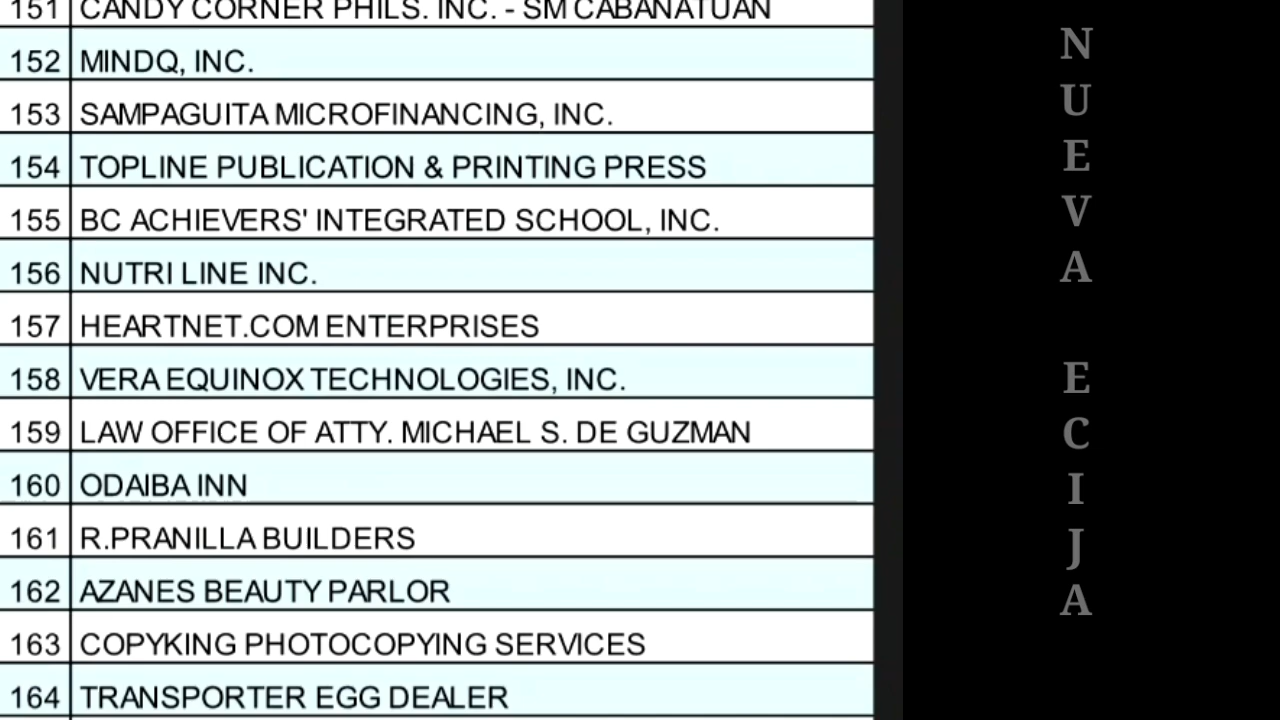 151 CANDY CORNER PHILS. INC. - SM CABANATUAN
152 MINDQ, INC.
153 SAMPAGUITA MICROFINANCING, INC.
154 TOPLINE PUBLICATION & PRINTING PRESS
155 BC ACHIEVERS' INTEGRATED SCHOOL, INC.
156 NUTRI LINE INC.
157 HEARTNET.COM ENTERPRISES
158 VERA EQUINOX TECHNOLOGIES, INC.
159 LAW OFFICE OF ATTY. MICHAEL S. DE GUZMAN
160 ODAIBA INN
161 R.PRANILLA BUILDERS
162 AZANES BEAUTY PARLOR
163 COPYKING PHOTOCOPYING SERVICES
164 TRANSPORTER EGG DEALER
NUEVA ECIJA